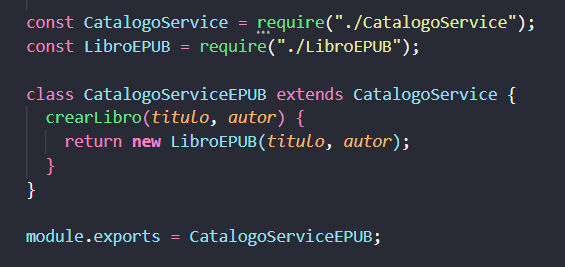 const CatalogoService = require("./CatalogoService");
const LibroEPUB = require("./LibroEPUB");

class CatalogoServiceEPUB extends CatalogoService {
  crearLibro(titulo, autor) {
    return new LibroEPUB(titulo, autor);
  }
}

module.exports = CatalogoServiceEPUB;